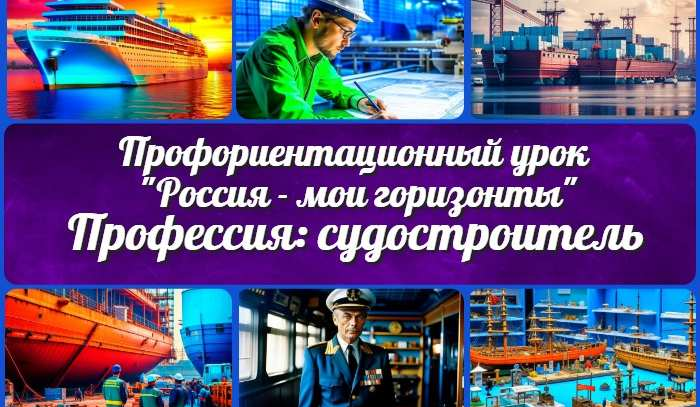 Профориентационный урок
"Россия - мои горизонты"
Профессия: судостроитель